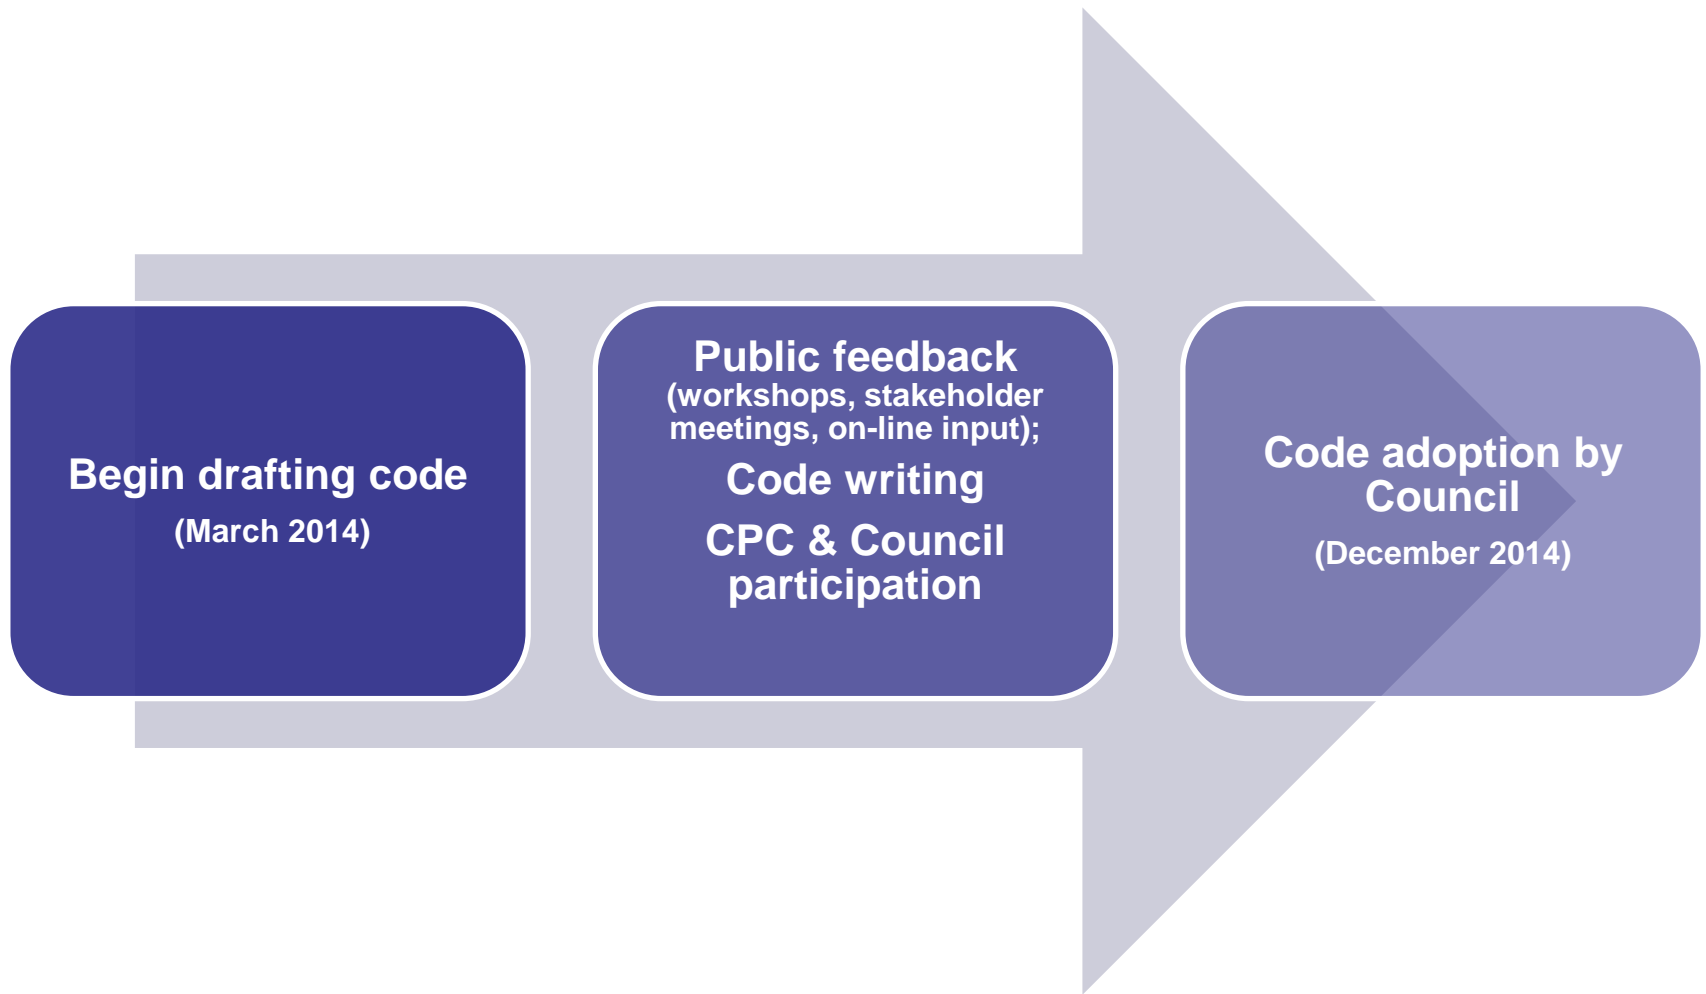 Begin drafting code
(March 2014)
Public feedback
(workshops, stakeholder
meetings, on-line input);
Code writing
CPC & Council
participation
Code adoption by
Council
(December 2014)